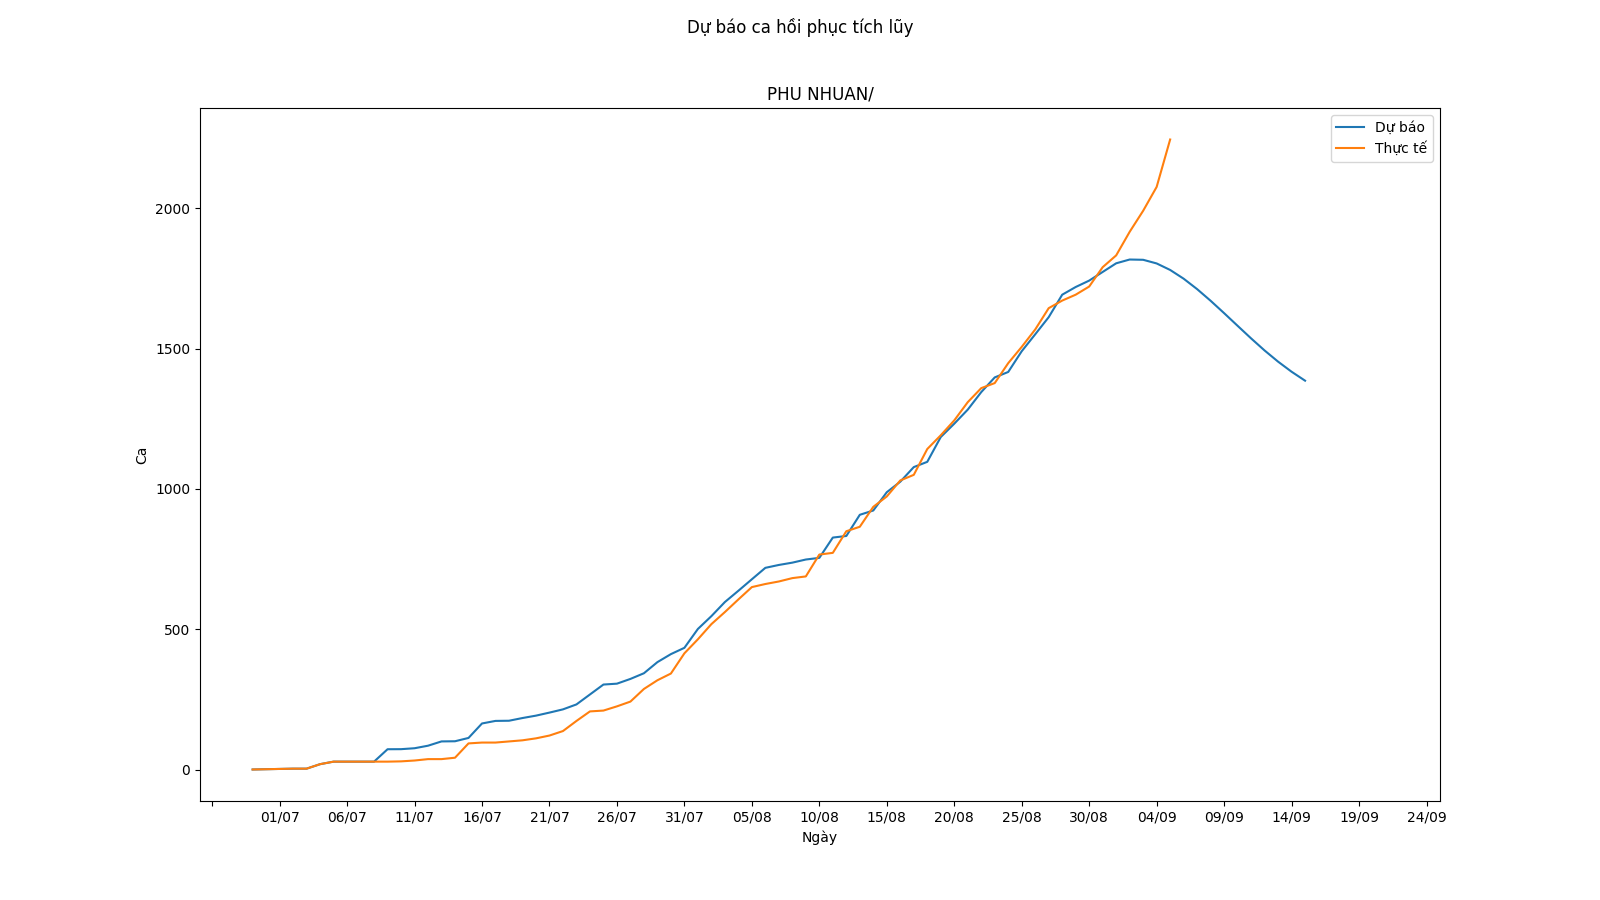 Dự báo ca hồi phục tích lũy
PHU NHUAN/
Dự báo
Thực tế
2000
1500
1000
500
0
Ca
01/07 06/07 11/07 16/07 21/07 26/07 31/07 05/08 10/08 15/08 20/08 25/08 30/08 04/09 09/09 14/09 19/09 24/09
Ngày